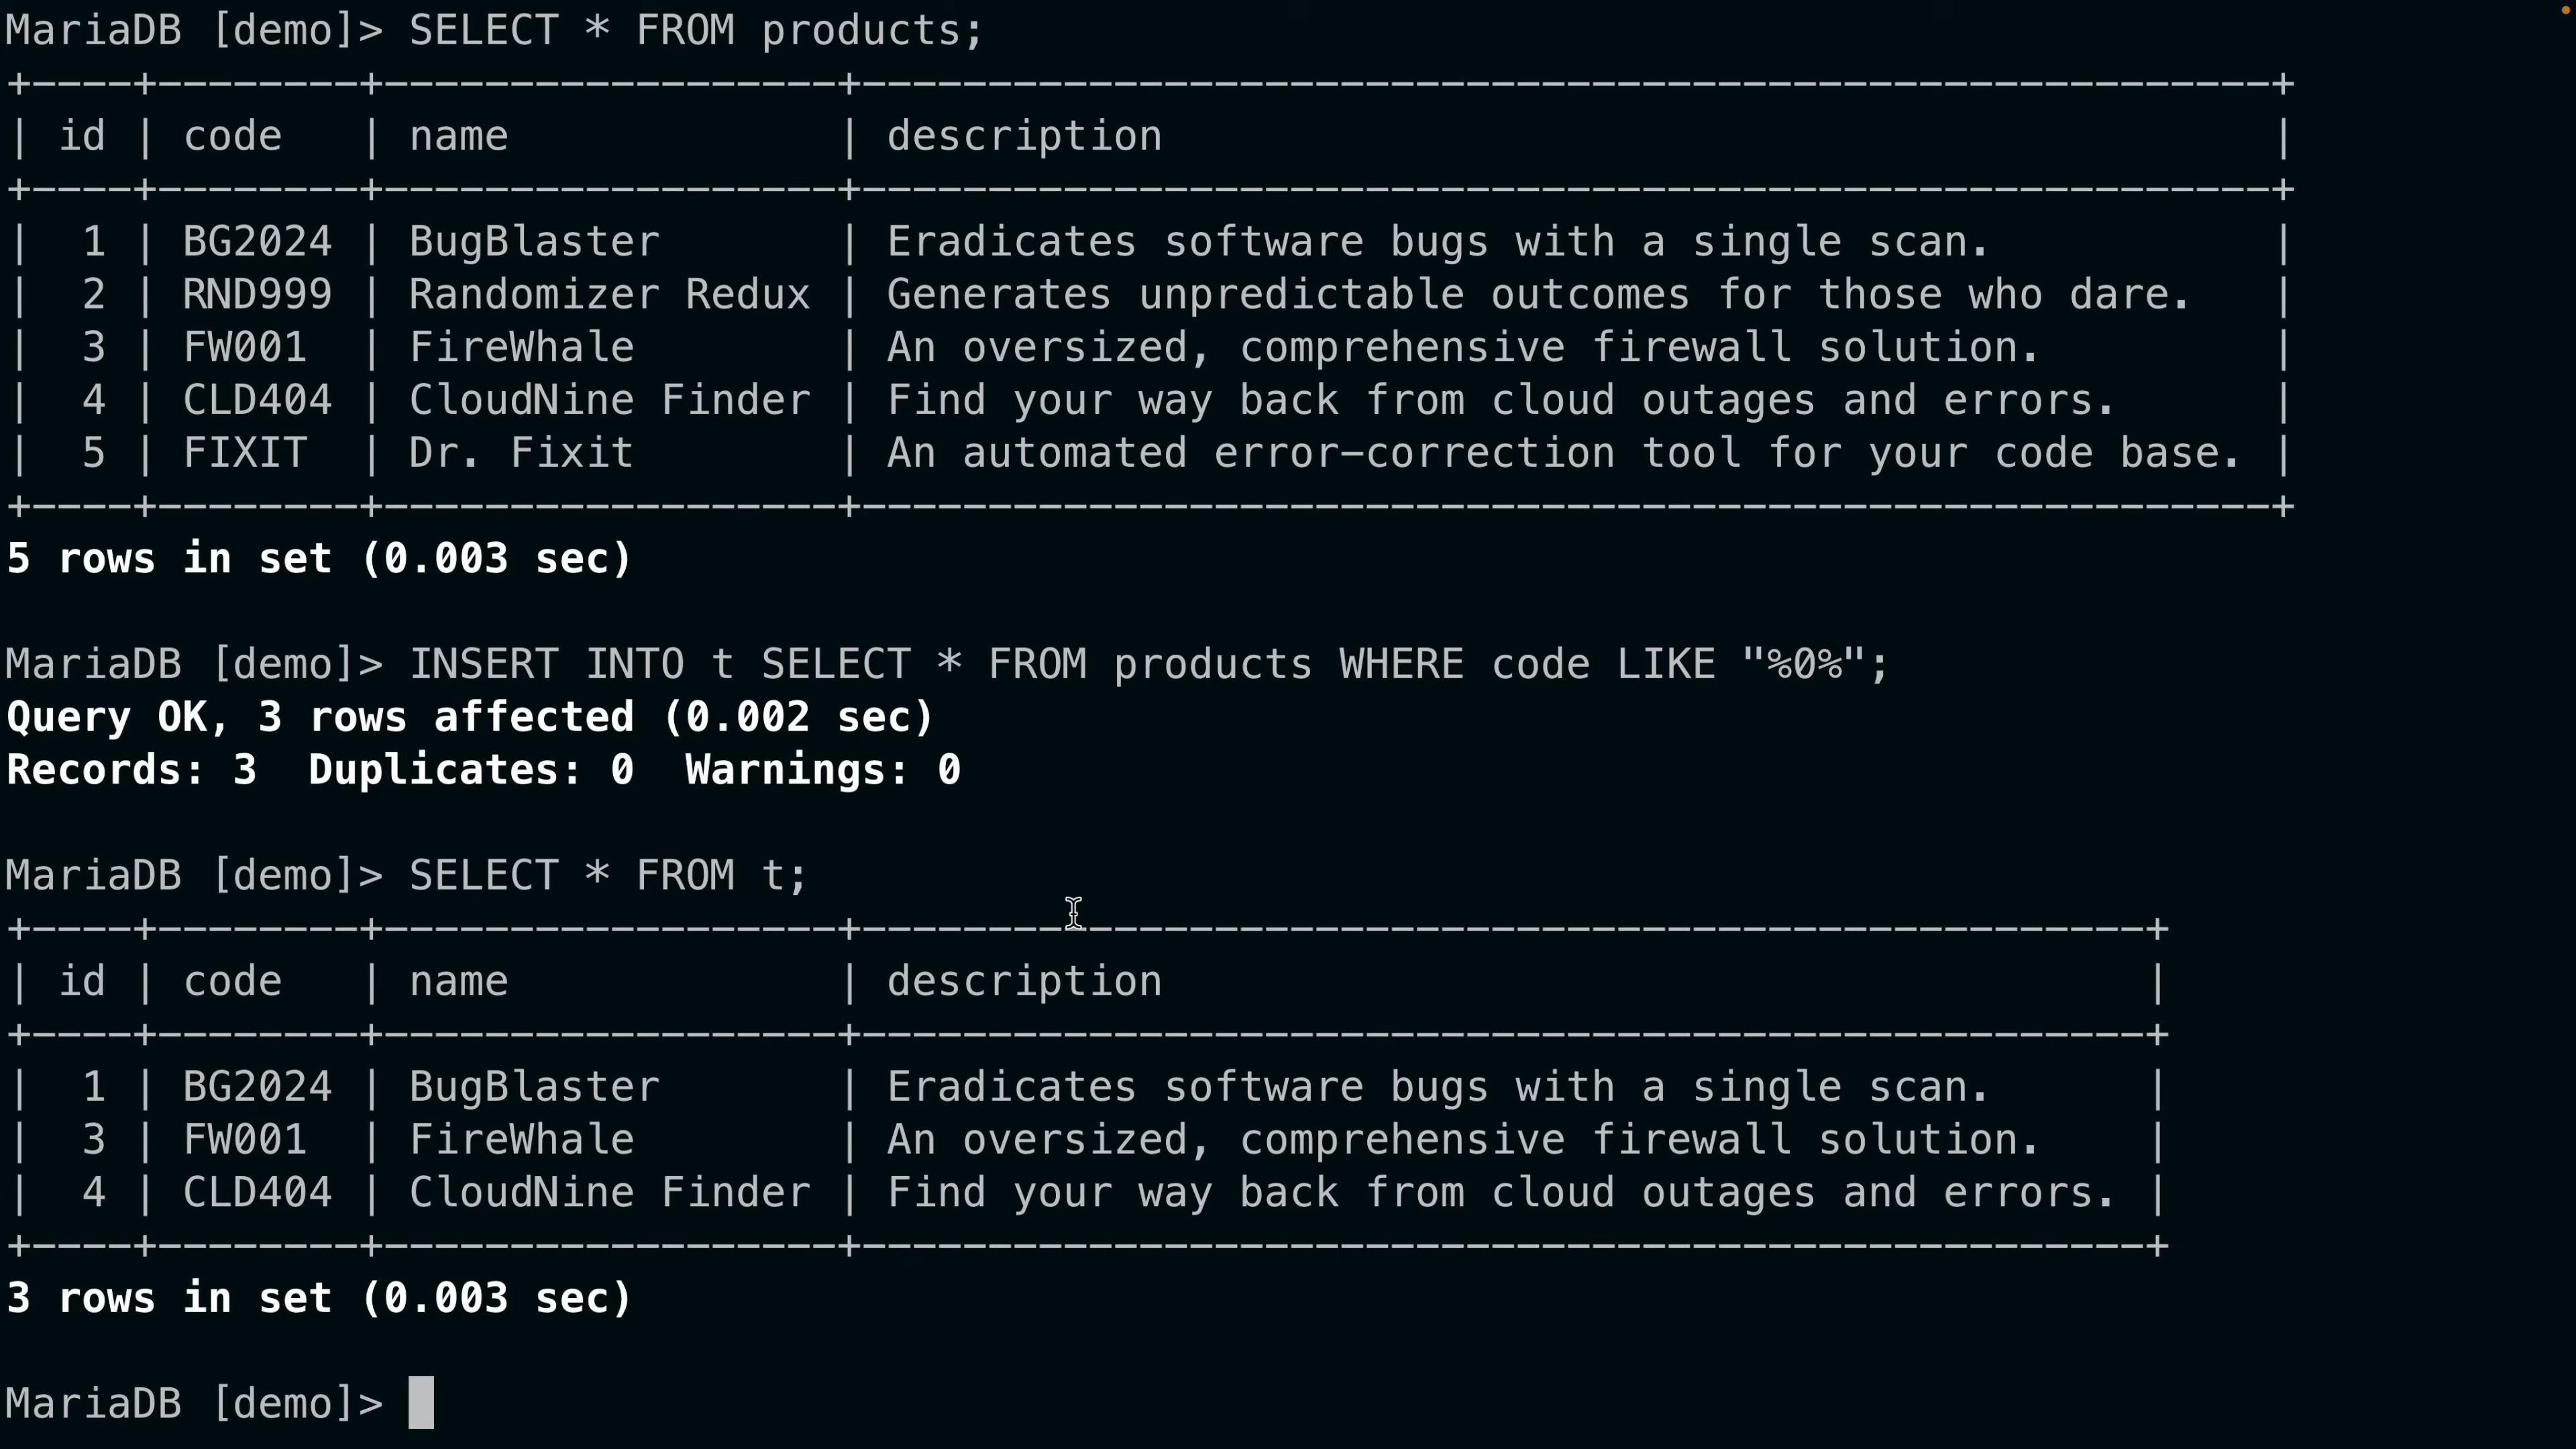 MariaDB [demo]> SELECT * FROM products;
+----+---------+------------------+--------------------------------------------------------+
| id | code   | name             | description                                            |
+----+--------+------------------+--------------------------------------------------------+
|  1 | BG2024 | BugBlaster       | Eradicates software bugs with a single scan.           |
|  2 | RND999 | Randomizer Redux | Generates unpredictable outcomes for those who dare.   |
|  3 | FW001  | FireWhale        | An oversized, comprehensive firewall solution.         |
|  4 | CLD404 | CloudNine Finder | Find your way back from cloud outages and errors.      |
|  5 | FIXIT  | Dr. Fixit        | An automated error-correction tool for your code base. |
+----+--------+------------------+--------------------------------------------------------+
5 rows in set (0.003 sec)
MariaDB [demo]> INSERT INTO t SELECT * FROM products WHERE code LIKE "%0%";
Query OK, 3 rows affected (0.002 sec)
Records: 3  Duplicates: 0  Warnings: 0
MariaDB [demo]> SELECT * FROM t;
+----+--------+------------------+---------------------------------------------------+
| id | code   | name             | description                                       |
+----+--------+------------------+---------------------------------------------------+
|  1 | BG2024 | BugBlaster       | Eradicates software bugs with a single scan.      |
|  3 | FW001  | FireWhale        | An oversized, comprehensive firewall solution.    |
|  4 | CLD404 | CloudNine Finder | Find your way back from cloud outages and errors. |
+----+--------+------------------+---------------------------------------------------+
3 rows in set (0.003 sec)
MariaDB [demo]>